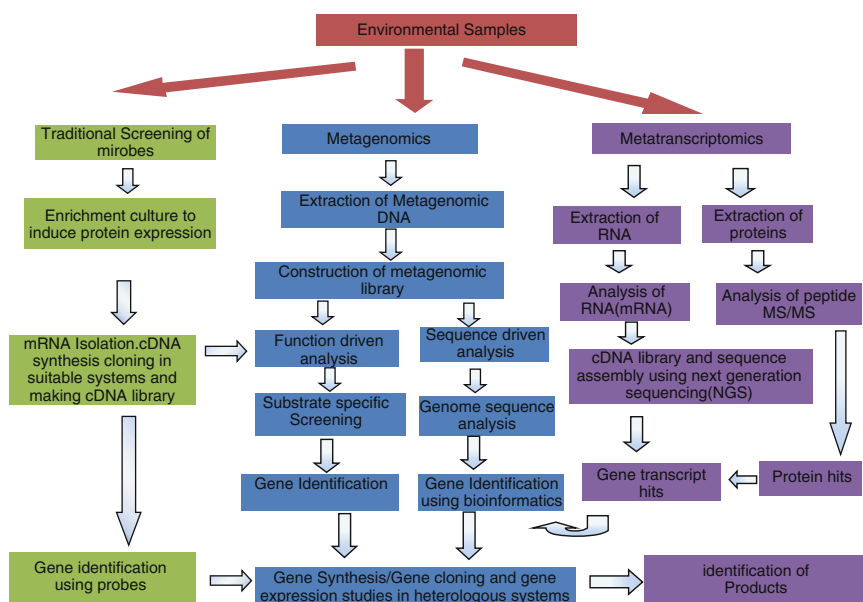 Environmental Samples
Traditional Screening of
mirobes
Enrichment culture to
induce protein expression
mRNA Isolation.cDNA
synthesis cloning in
suitable systems and
making cDNA library
Gene identification
using probes
Metagenomics
Extraction of Metagenomic
DNA
Construction of metagenomic
library
Function driven
analysis
Substrate specific
Screening
Gene Identification
Sequence driven
analysis
Genome sequence
analysis
Gene Identification
using bioinformatics
Gene Synthesis/Gene cloning and gene
expression studies in heterologous systems
Metatranscriptomics
Extraction of
RNA
Analysis of
RNA(mRNA)
cDNA library and sequence
assembly using next generation
sequencing(NGS)
Gene transcript
hits
Extraction of
proteins
Analysis of peptide
MS/MS
Protein hits
identification of
Products